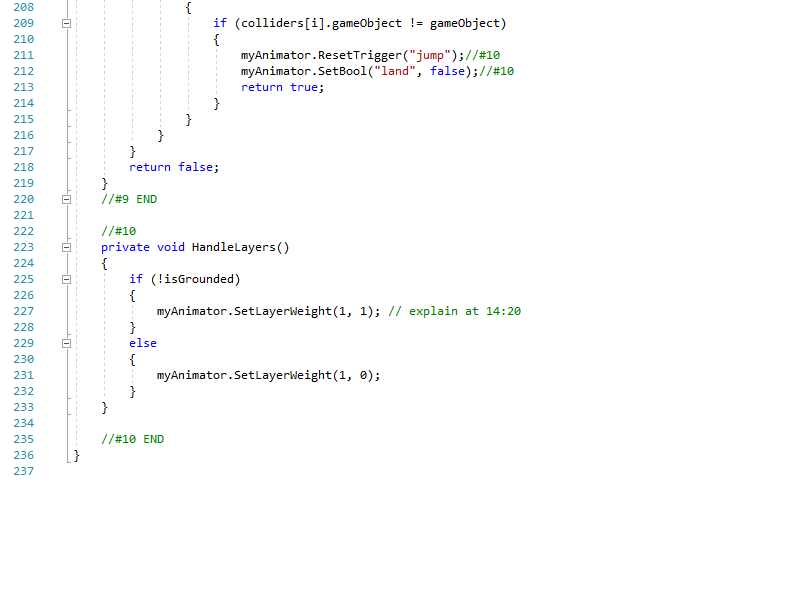 208 {
209 if (colliders[i].gameObject != gameObject)
210 {
211 myAnimator.ResetTrigger("jump");//#10
212 myAnimator.SetBool("land", false);//#10
213 return true;
214 }
215 }
216 }
217 }
218 return false;
219 }
220 //#9 END
221
222 //#10
223 private void HandleLayers()
224 {
225 if (!isGrounded)
226 {
227 myAnimator.SetLayerWeight(1, 1); // explain at 14:20
228 }
229 else
230 {
231 myAnimator.SetLayerWeight(1, 0);
232 }
233 }
234
235 //#10 END
236 }
237